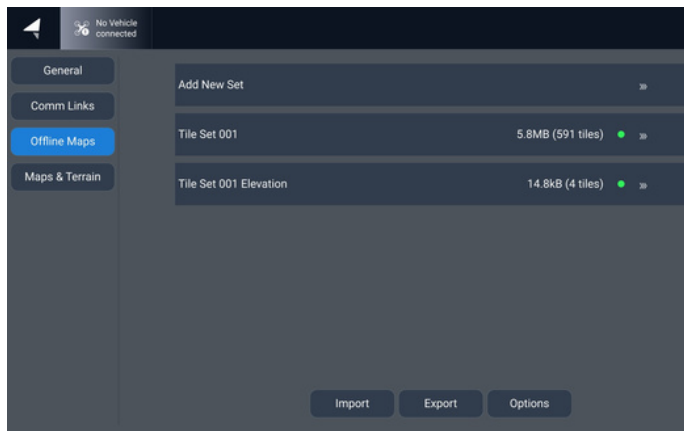 No Vehicle
connected
General
Comm Links
Offline Maps
Maps & Terrain
Add New Set
Tile Set 001 5.8MB (591 tiles)
Tile Set 001 Elevation 14.8kB (4 tiles)
Import Export Options